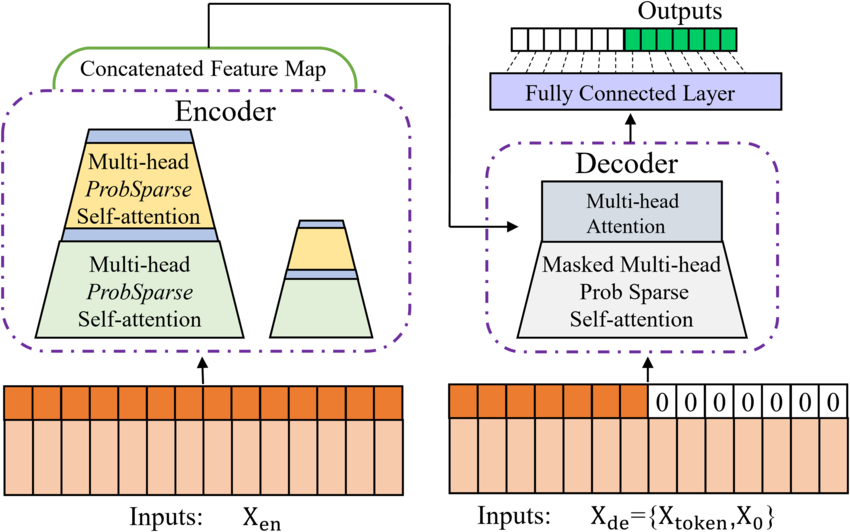 Outputs
Concatenated Feature Map
Fully Connected Layer
Encoder
Multi-head
ProbSparse
Self-attention
Multi-head
ProbSparse
Self-attention
Decoder
Multi-head
Attention
Masked Multi-head
Prob Sparse
Self-attention
0 0 0 0 0 0 0
Inputs: Xen
Inputs: Xde={Xtoken,X0}